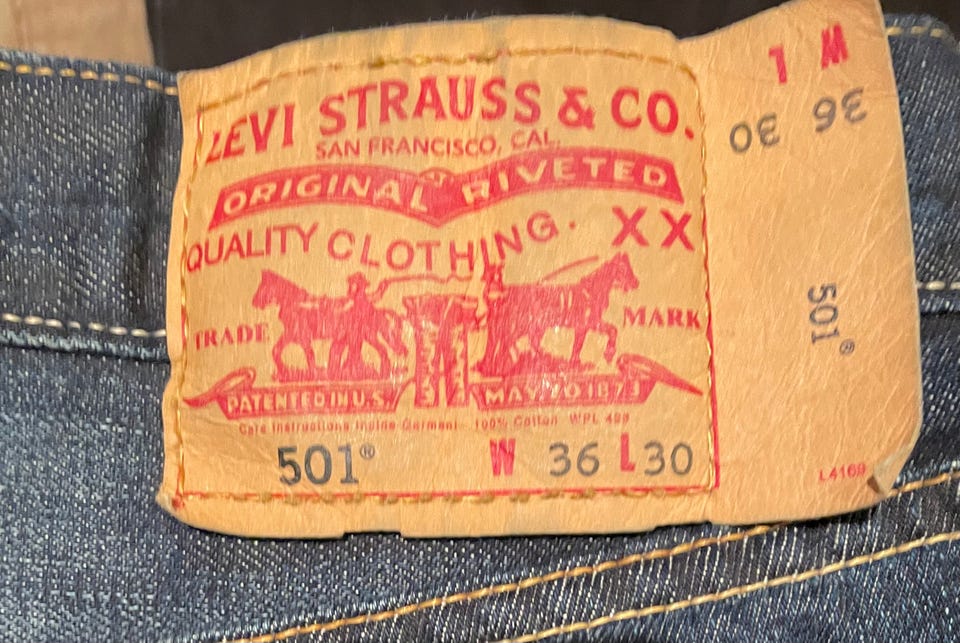 LEVI STRAUSS & CO.
SAN FRANCISCO, CAL.
ORIGINAL RIVETED
QUALITY CLOTHING. XX
TRADE MARK
PATENTED IN U.S. MAY 20 1873
Care Instructions Inside Garment 100% Cotton WPL 423
501® W 36 L 30
W L
36 30
501®
L4169